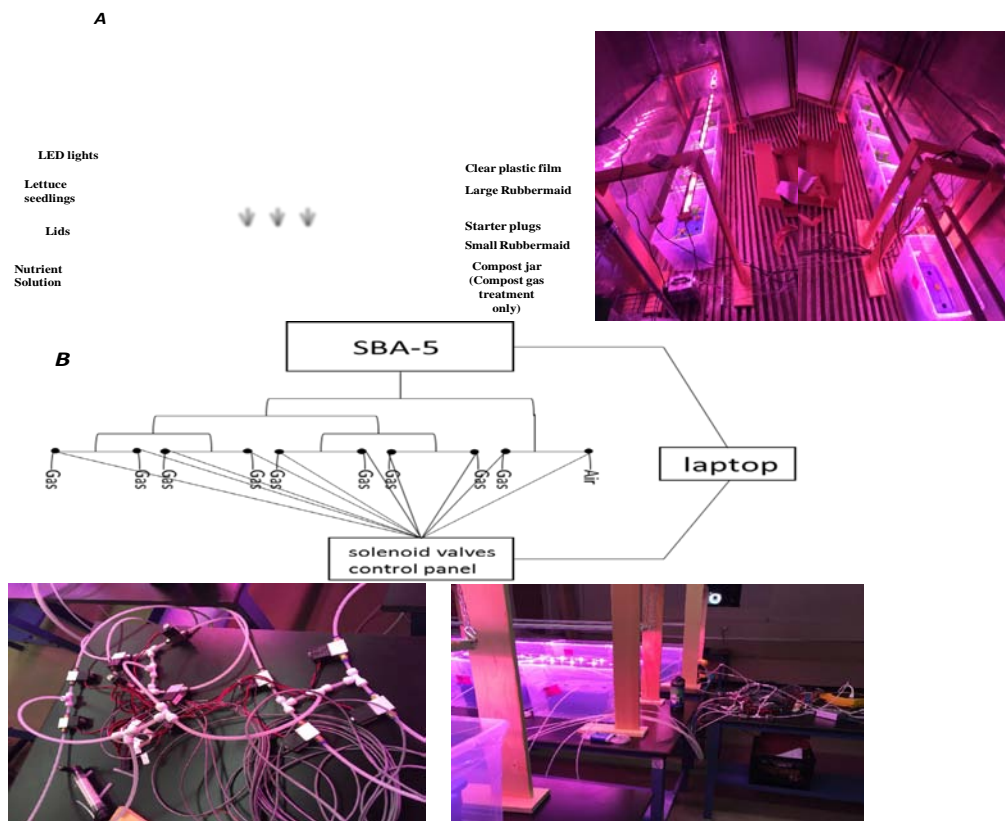 A
LED lights
Lettuce
seedlings
Lids
Nutrient
Solution
Clear plastic film
Large Rubbermaid
Starter plugs
Small Rubbermaid
Compost jar
(Compost gas
treatment
only)
B
SBA-5
Gas
Gas
Gas
Gas
Gas
Gas
Gas
Gas
Gas
Air
laptop
solenoid valves
control panel